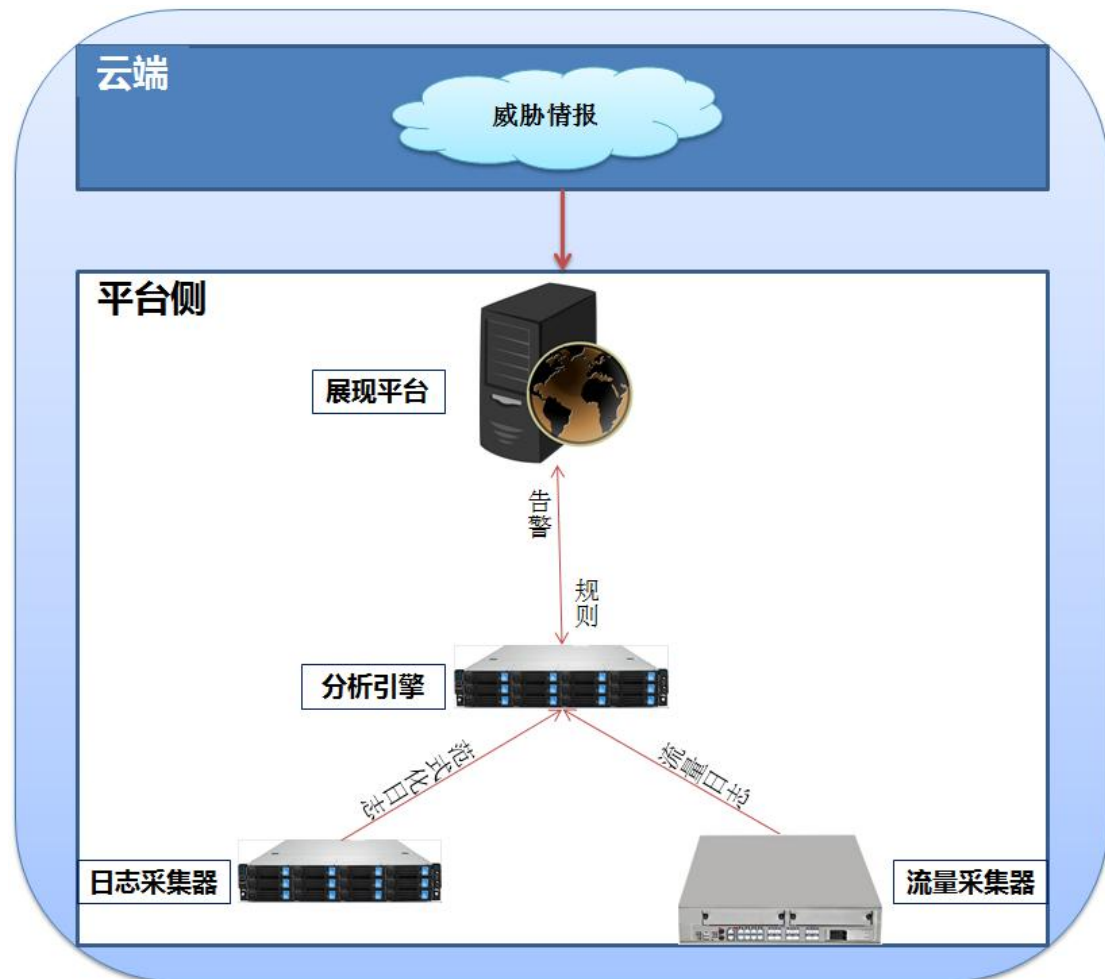 云端
威胁情报
平台侧
展现平台
告警
规则
分析引擎
范式化日志
流量日志
日志采集器
流量采集器